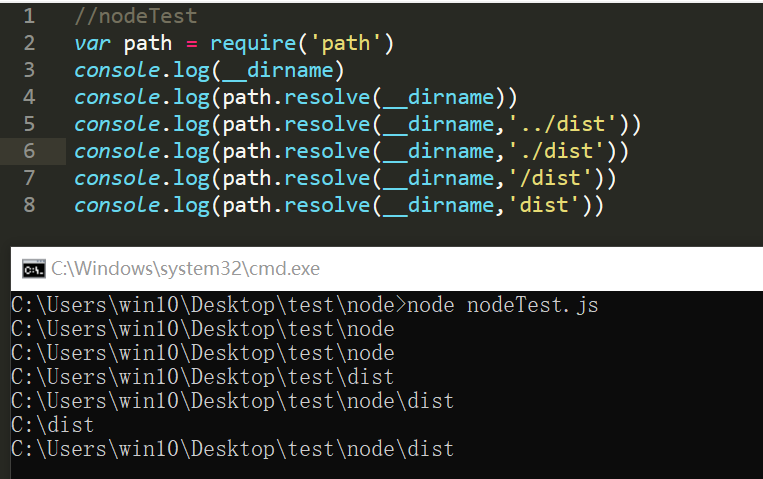 1 //nodeTest
2 var path = require('path')
3 console.log(__dirname)
4 console.log(path.resolve(__dirname))
5 console.log(path.resolve(__dirname,'../dist'))
6 console.log(path.resolve(__dirname,'./dist'))
7 console.log(path.resolve(__dirname,'/dist'))
8 console.log(path.resolve(__dirname,'dist'))
C:\Windows\system32\cmd.exe
C:\Users\win10\Desktop\test\node>node nodeTest.js
C:\Users\win10\Desktop\test\node
C:\Users\win10\Desktop\test\node
C:\Users\win10\Desktop\test\dist
C:\Users\win10\Desktop\test\node\dist
C:\dist
C:\Users\win10\Desktop\test\node\dist